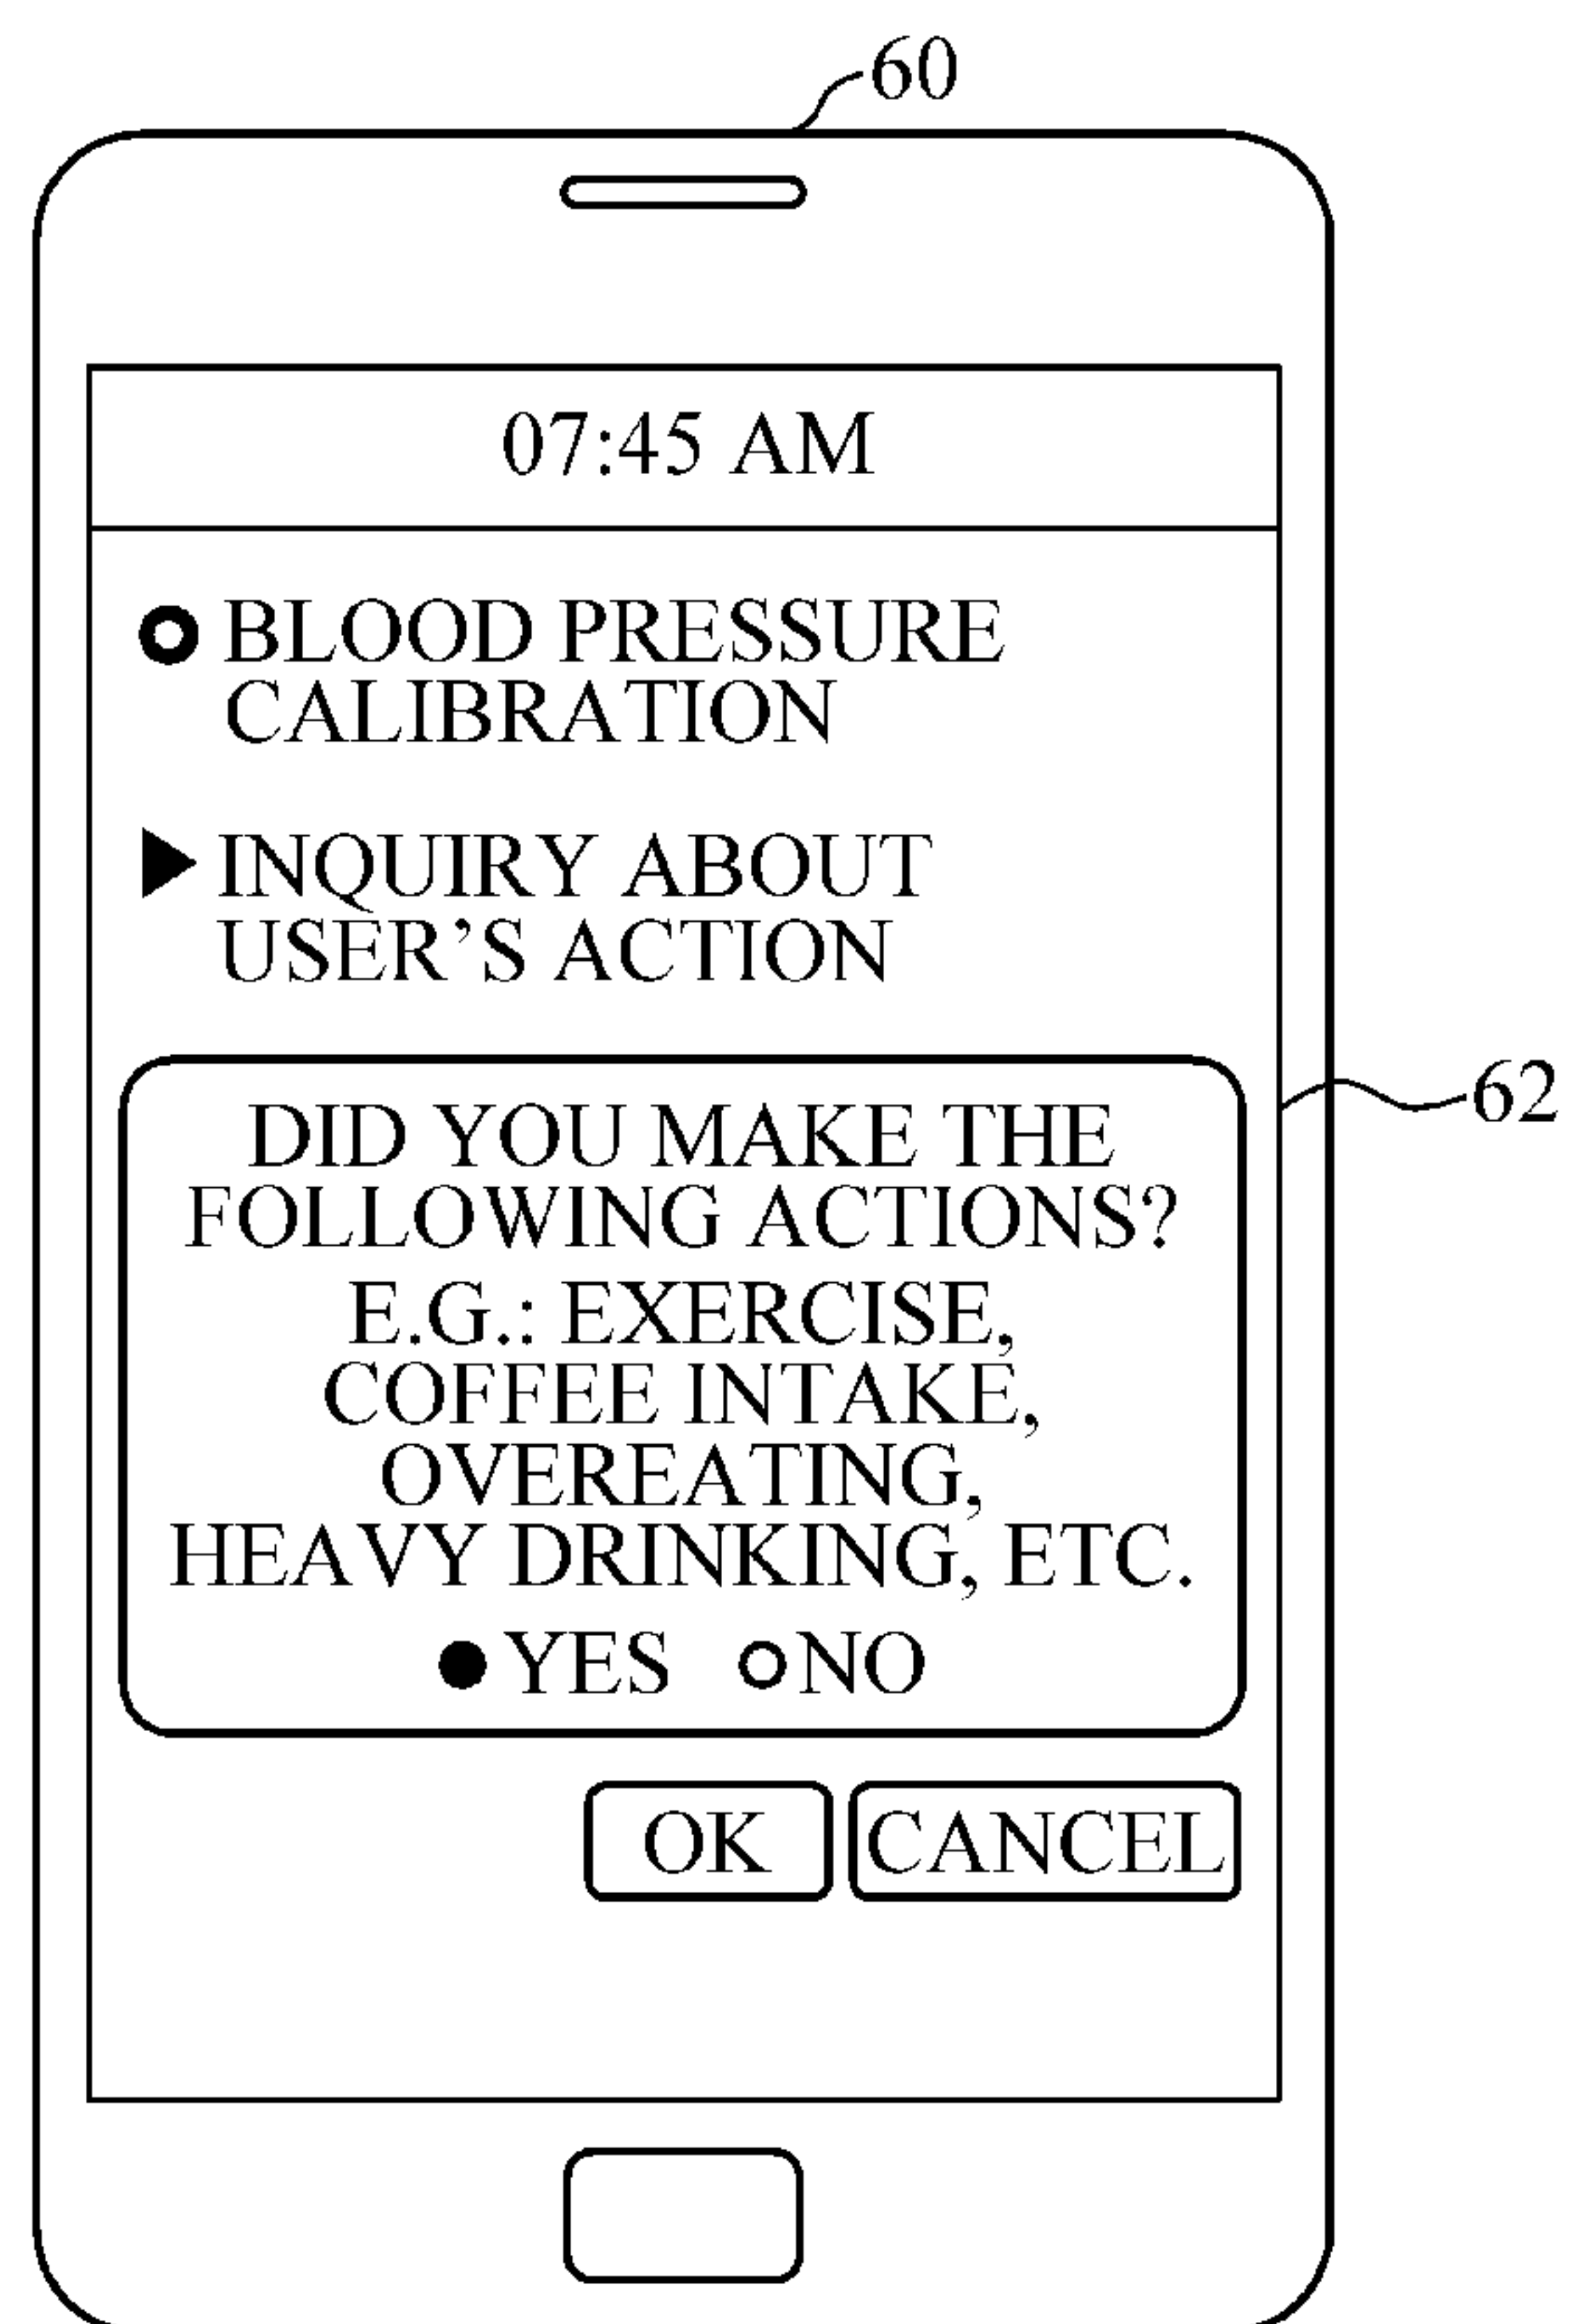 60
07:45 AM
BLOOD PRESSURE
CALIBRATION
INQUIRY ABOUT
USER’S ACTION
DID YOU MAKE THE
FOLLOWING ACTIONS?
E.G.: EXERCISE,
COFFEE INTAKE,
OVEREATING,
HEAVY DRINKING, ETC.
YES NO
OK CANCEL
62